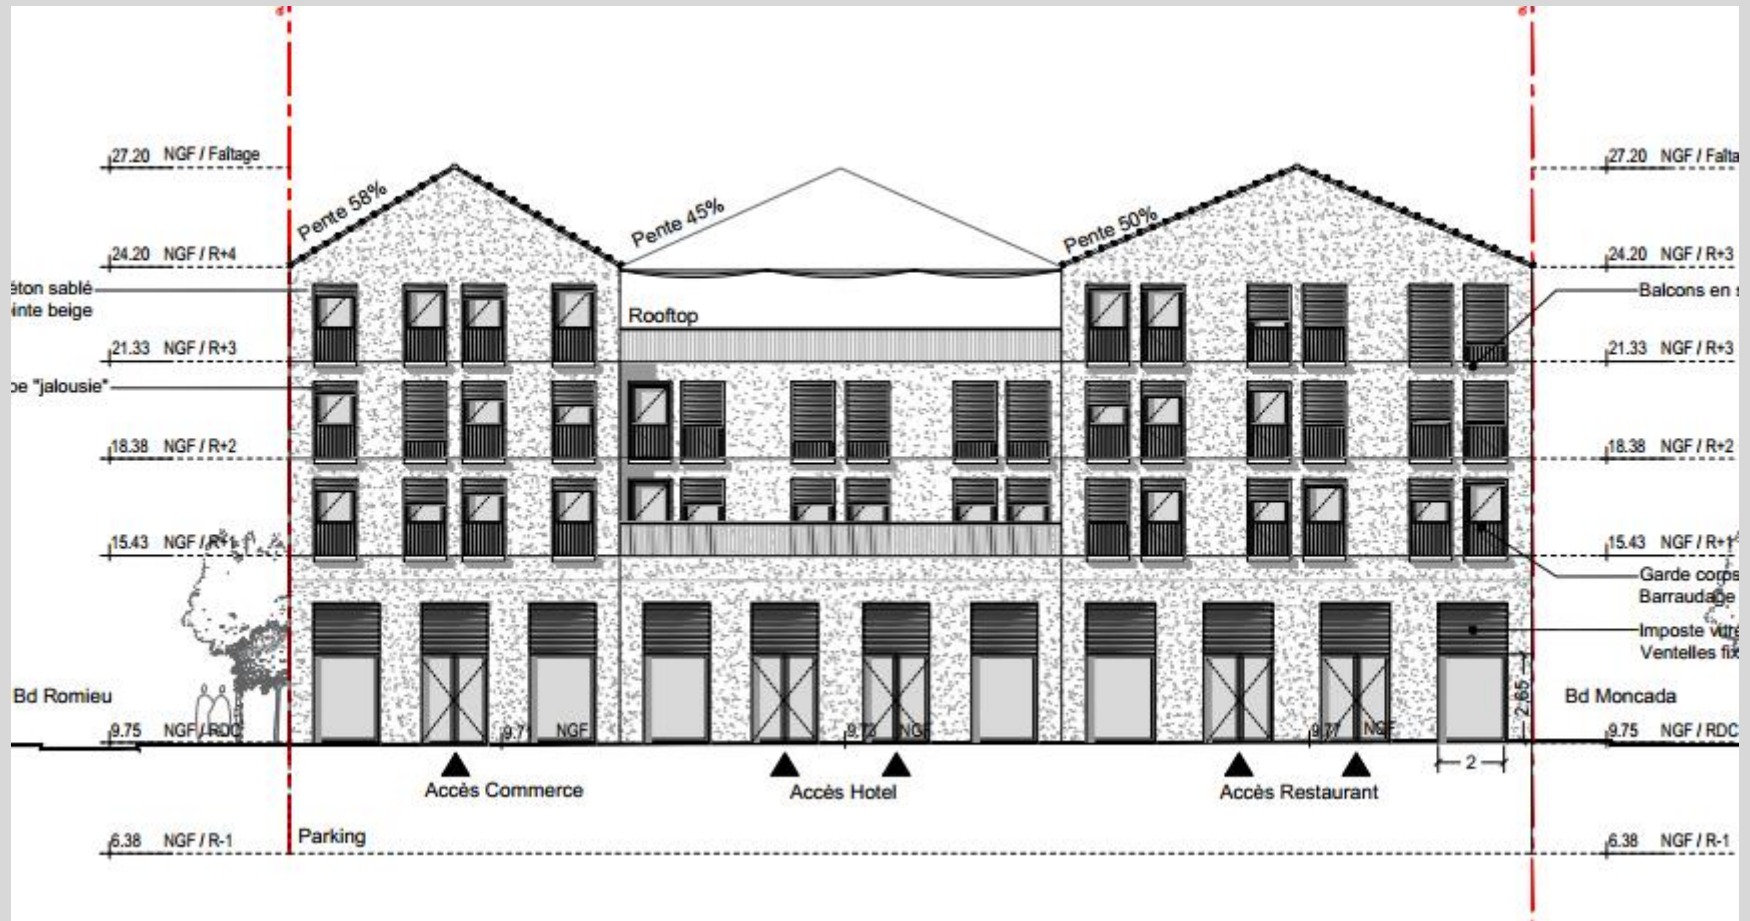 27.20 NGF / Faîtage
27.20 NGF / Faîta
Pente 58%
Pente 45%
Pente 50%
24.20 NGF / R+4
24.20 NGF / R+3
éton sablé
inte beige
Balcons en s
Rooftop
21.33 NGF / R+3
21.33 NGF / R+3
pe "jalousie"
18.38 NGF / R+2
18.38 NGF / R+2
15.43 NGF / R+1
15.43 NGF / R+1
Garde corps
Barraudage
Imposte vitré
Ventelles fix
2.65
Bd Romieu
Bd Moncada
9.75 NGF / RDC
9.71 NGF
9.73 NGF
9.77 NGF
9.75 NGF / RDC
2
Accès Commerce
Accès Hotel
Accès Restaurant
Parking
6.38 NGF / R-1
6.38 NGF / R-1